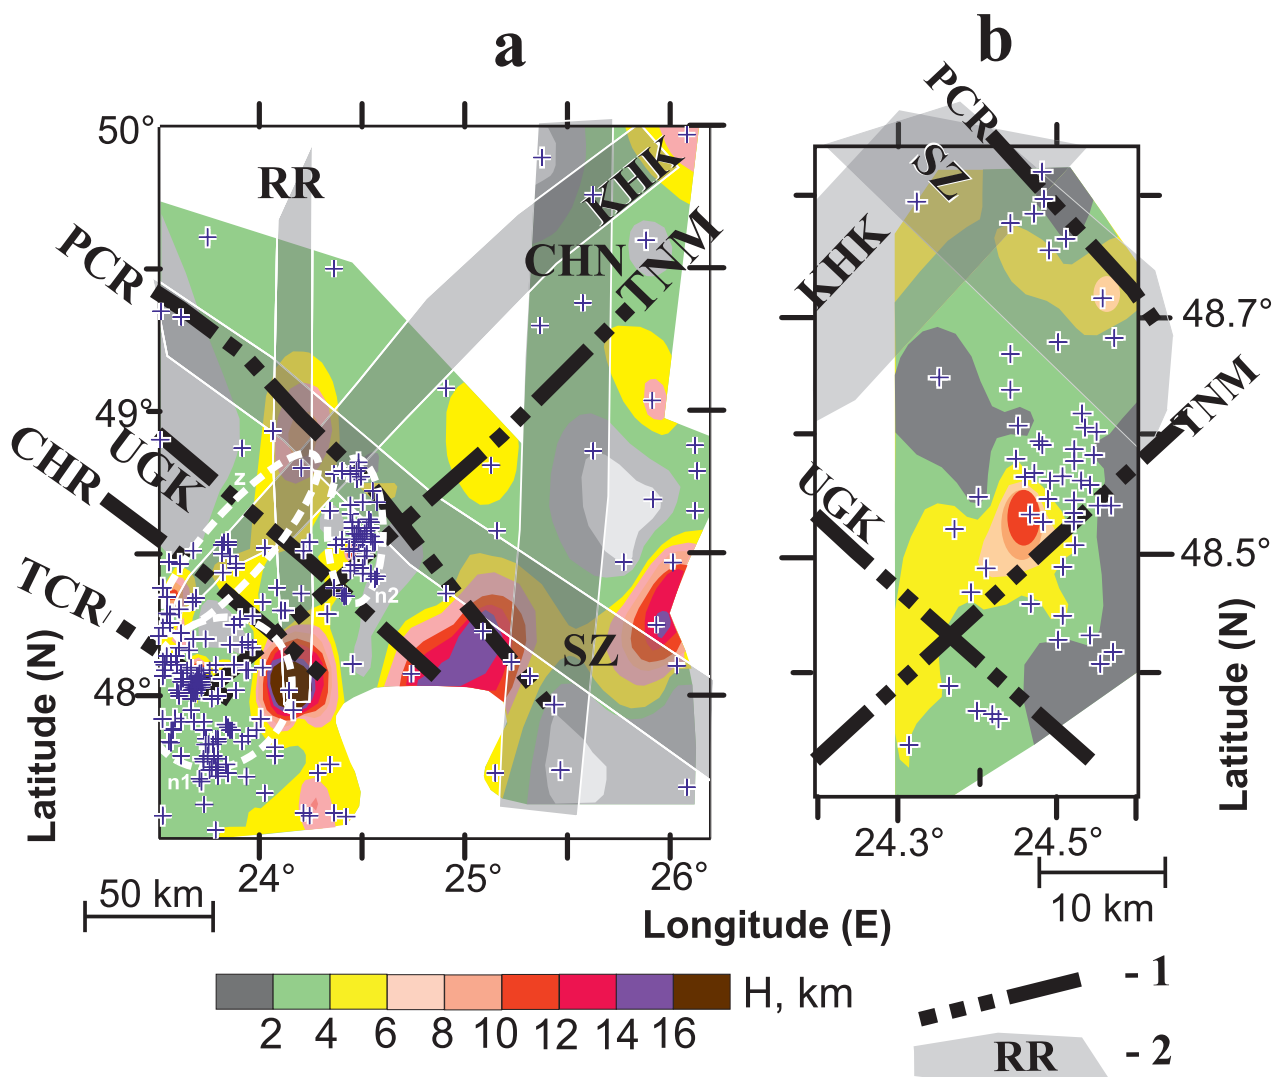 a
b
50°
49°
48°
RR
PCR
UGK
CHR
TCR
KHK
CHN
TNM
SZ
z
n2
n1
Latitude (N)
24°
25°
26°
50 km
Longitude (E)
PCR
SZ
KHK
UGK
TNM
48.7°
48.5°
Latitude (N)
24.3°
24.5°
10 km
H, km
2 4 6 8 10 12 14 16
- 1
RR - 2